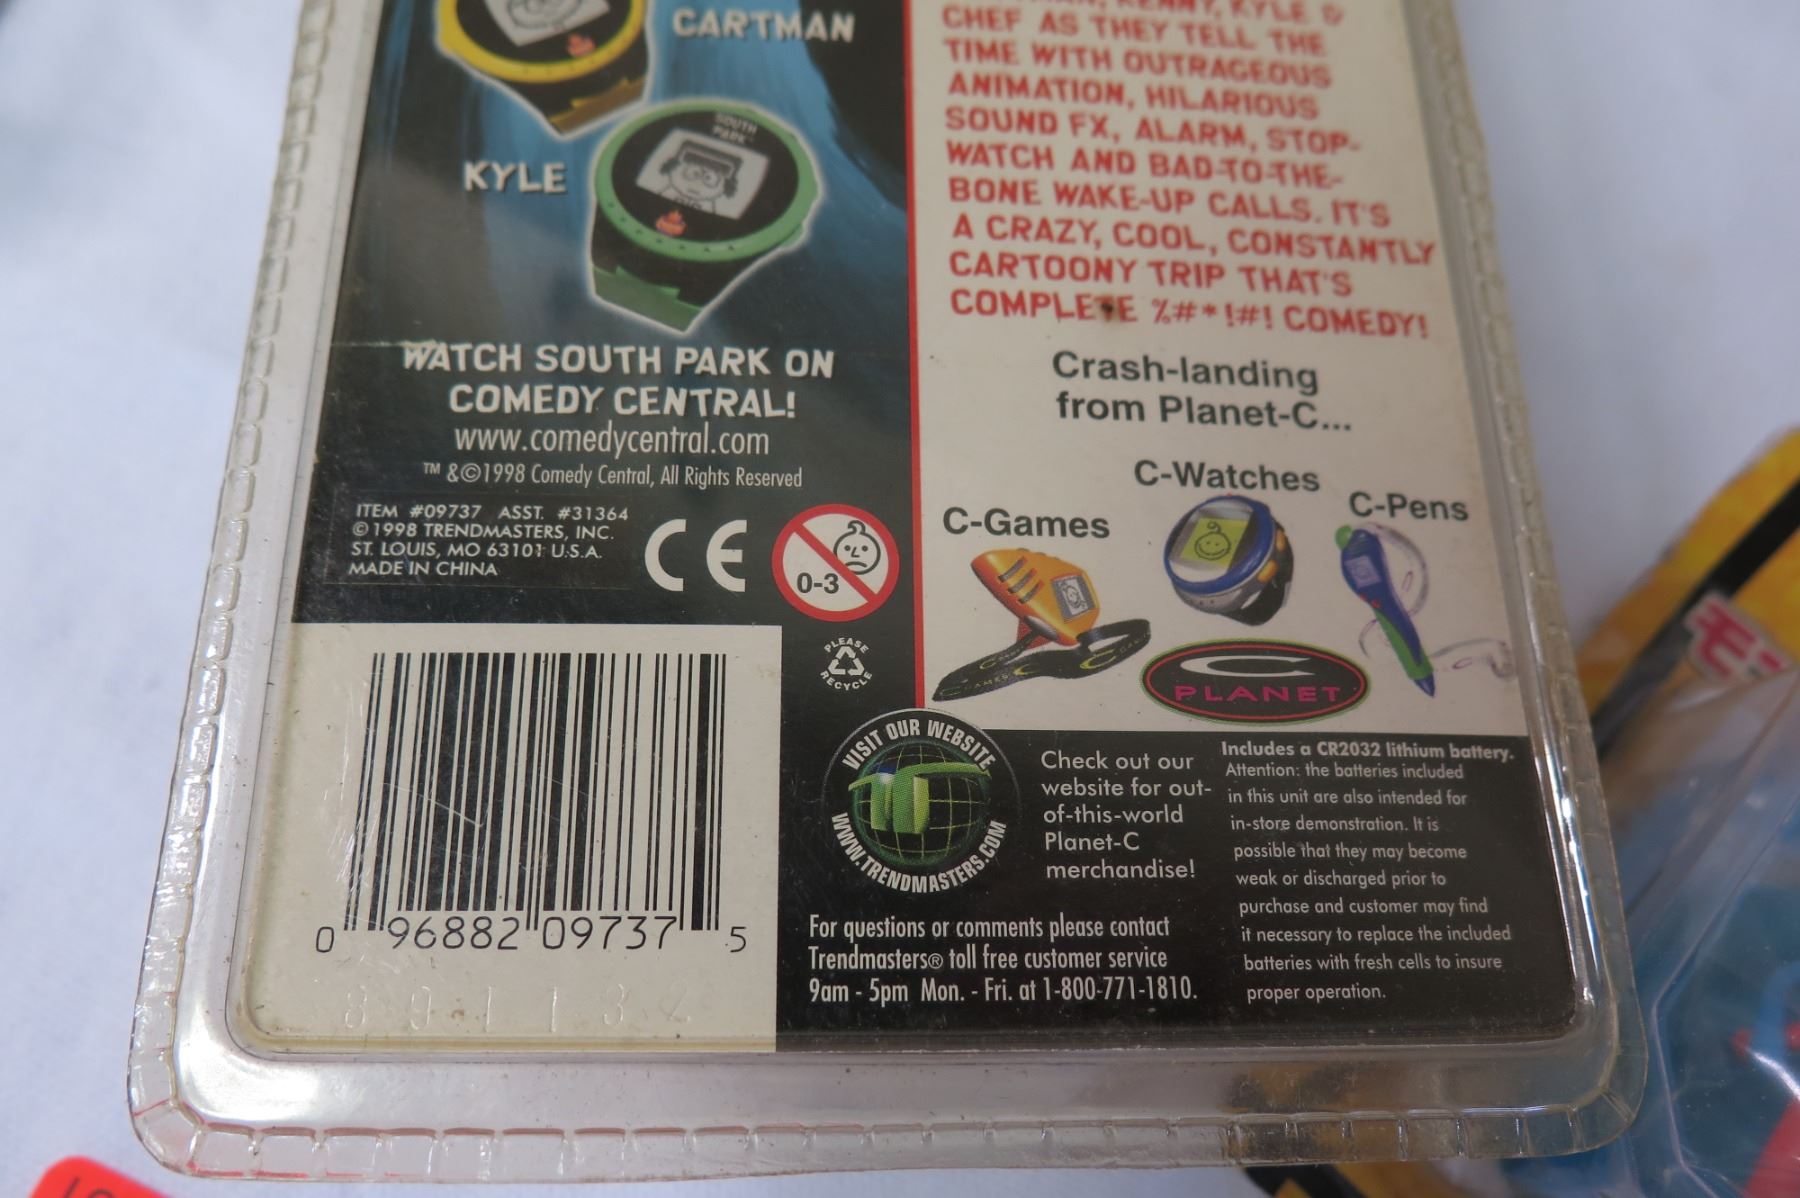 CARTMAN
SOUTH
PARK
KYLE
WATCH SOUTH PARK ON
COMEDY CENTRAL!
www.comedycentral.com
™ &©1998 Comedy Central, All Rights Reserved
ITEM #09737 ASST. #31364
©1998 TRENDMASTERS, INC.
ST. LOUIS, MO 63101 U.S.A.
MADE IN CHINA
CE
0-3
PLEASE
RECYCLE
0 96882 09737 5
KENNY, KYLE &
CHEF AS THEY TELL THE
TIME WITH OUTRAGEOUS
ANIMATION, HILARIOUS
SOUND FX, ALARM, STOP-
WATCH AND BAD-TO-THE-
BONE WAKE-UP CALLS. IT'S
A CRAZY, COOL, CONSTANTLY
CARTOONY TRIP THAT'S
COMPLETE %#*!#! COMEDY!
Crash-landing
from Planet-C...
C-Watches
C-Games
C-Pens
C
PLANET
VISIT OUR WEBSITE
WWW.TRENDMASTERS.COM
Check out our
website for out-
of-this-world
Planet-C
merchandise!
For questions or comments please contact
Trendmasters® toll free customer service
9am - 5pm Mon. - Fri. at 1-800-771-1810.
Includes a CR2032 lithium battery.
Attention: the batteries included
in this unit are also intended for
in-store demonstration. It is
possible that they may become
weak or discharged prior to
purchase and customer may find
it necessary to replace the included
batteries with fresh cells to insure
proper operation.